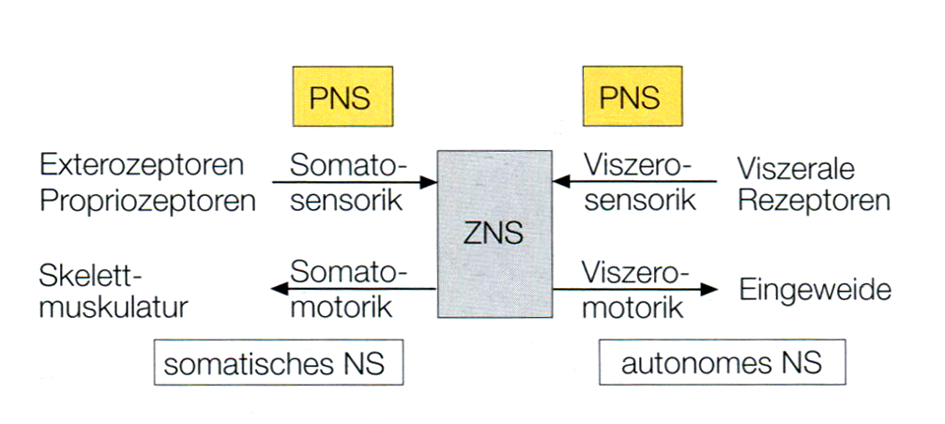 PNS
PNS
Exterozeptoren
Propriozeptoren
Somato-
sensorik
Viszero-
sensorik
Viszerale
Rezeptoren
ZNS
Skelett-
muskulatur
Somato-
motorik
Viszero-
motorik
Eingeweide
somatisches NS
autonomes NS